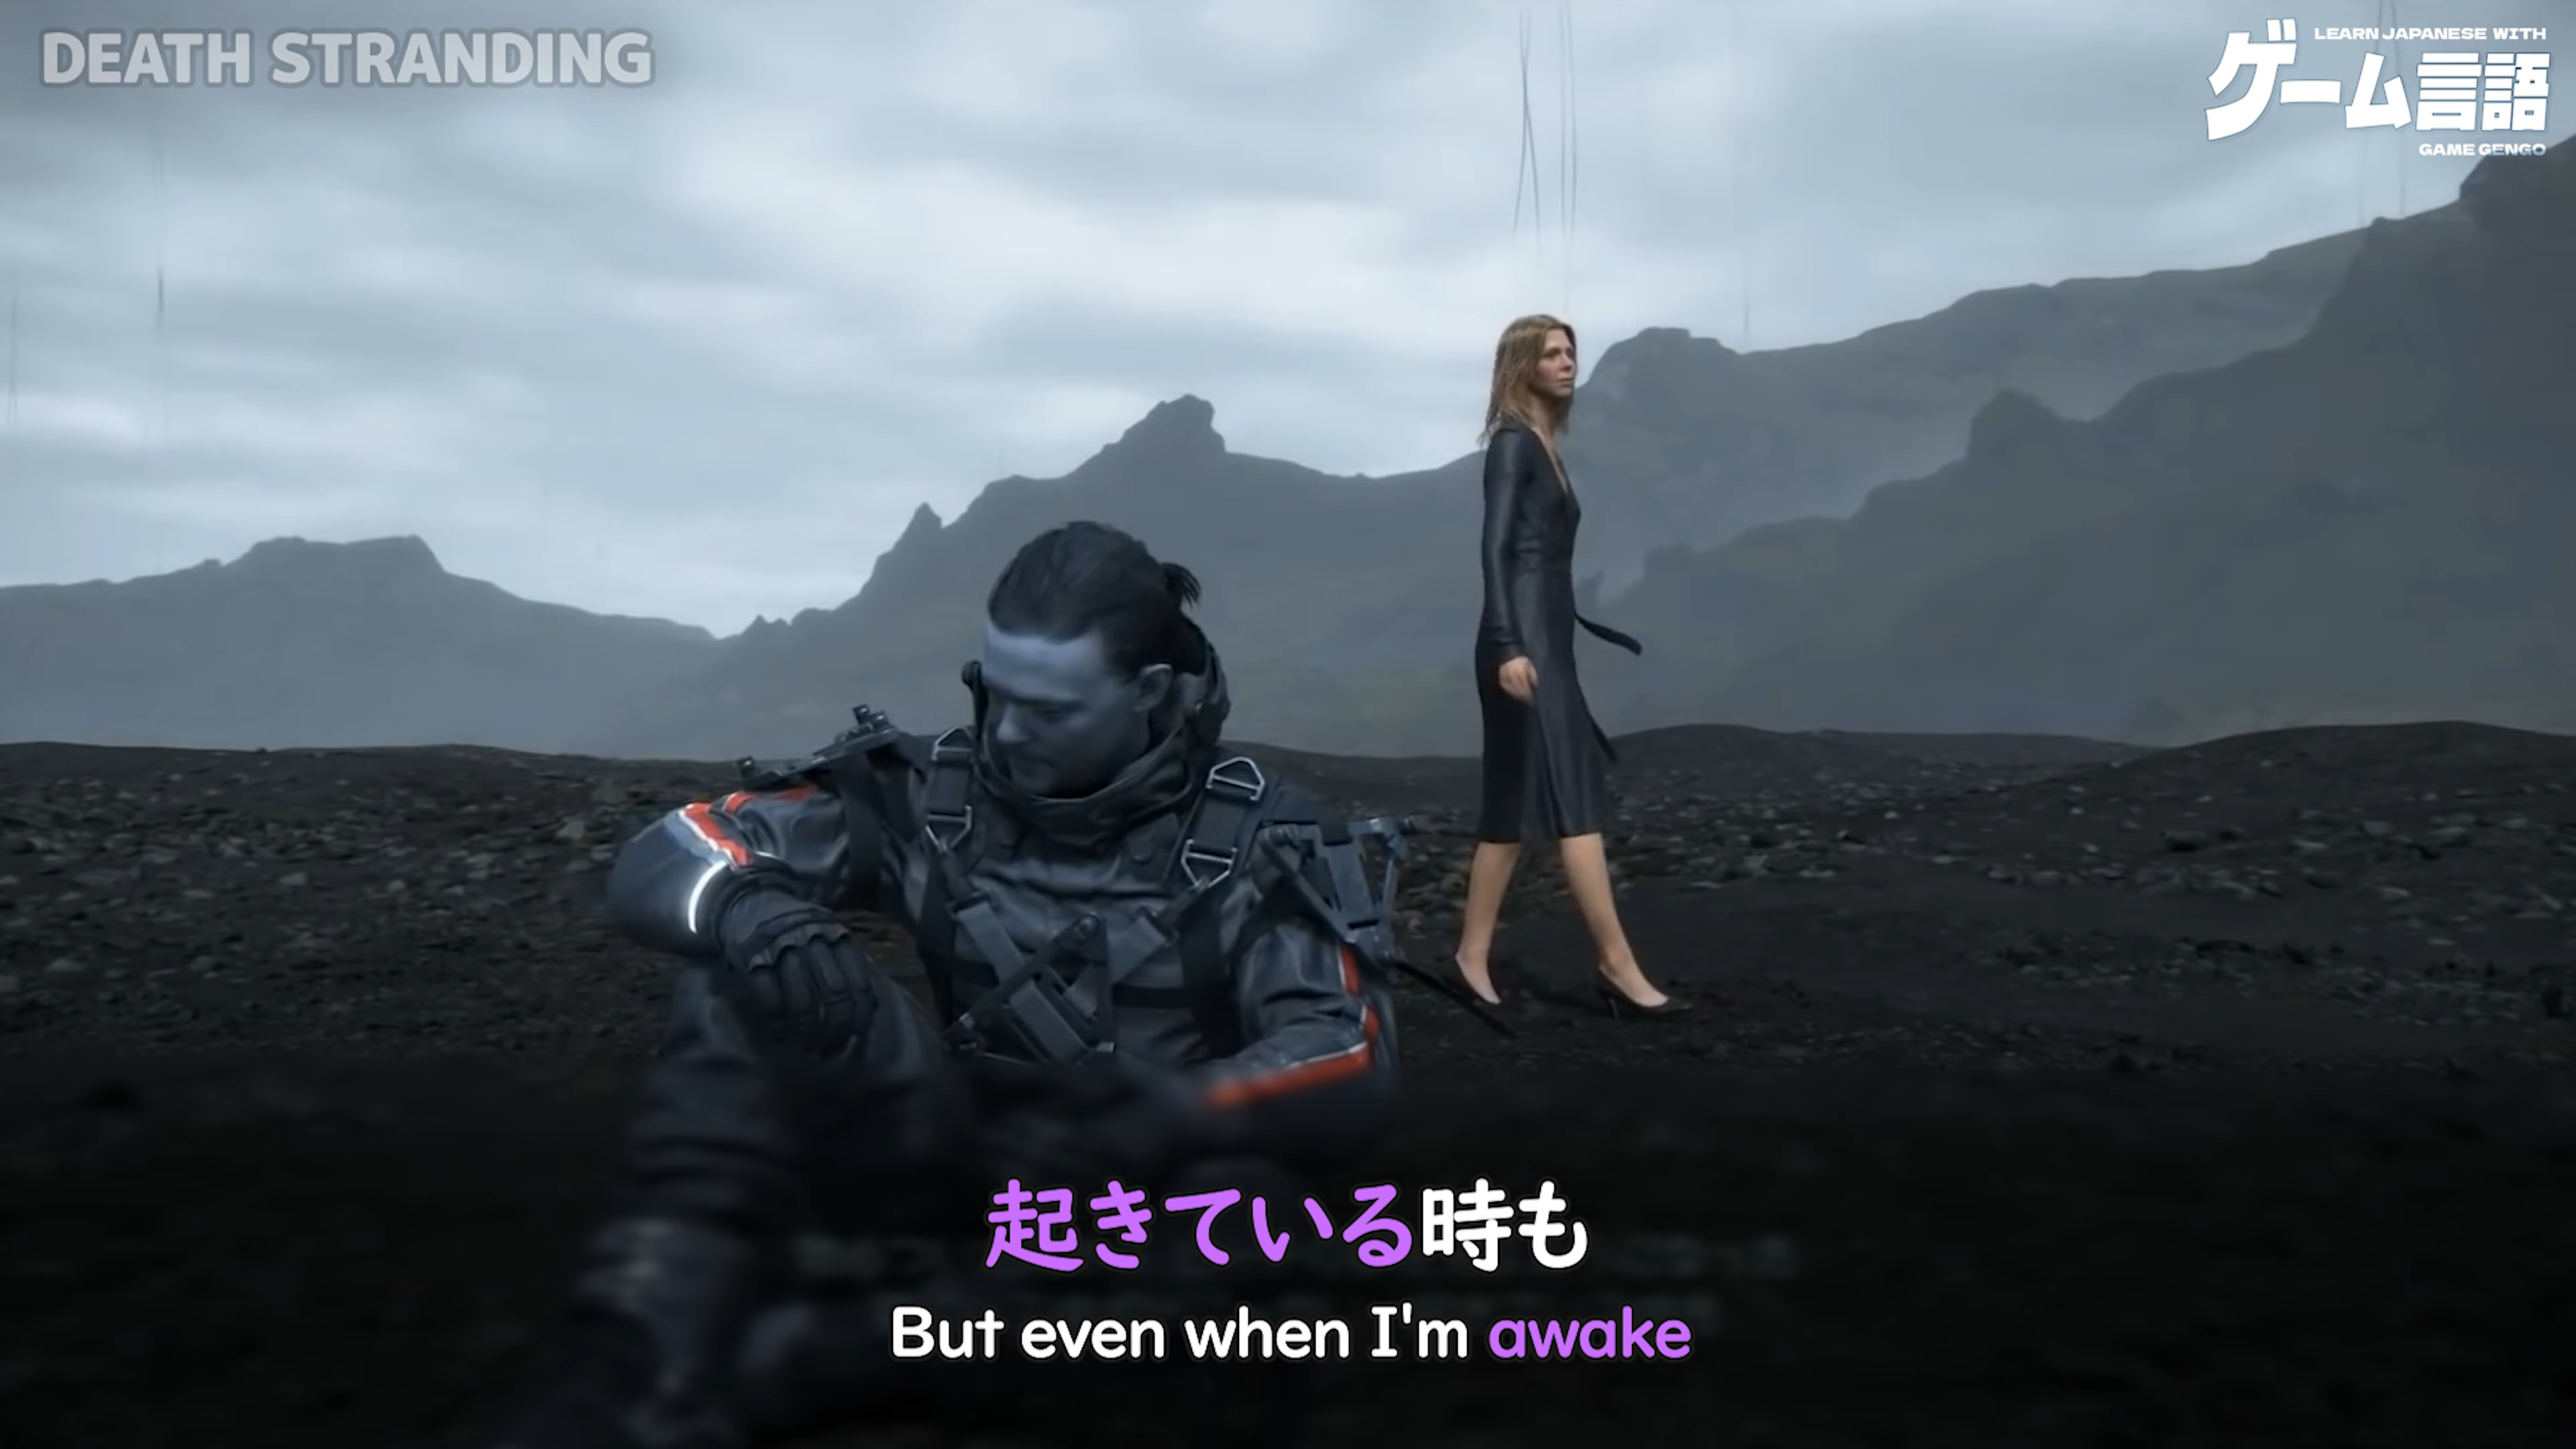 DEATH STRANDING
LEARN JAPANESE WITH
ゲーム言語
GAME GENGO
起きている時も
But even when I'm awake